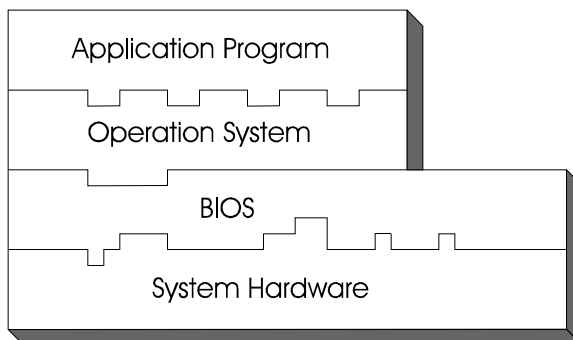 Application Program
Operation System
BIOS
System Hardware